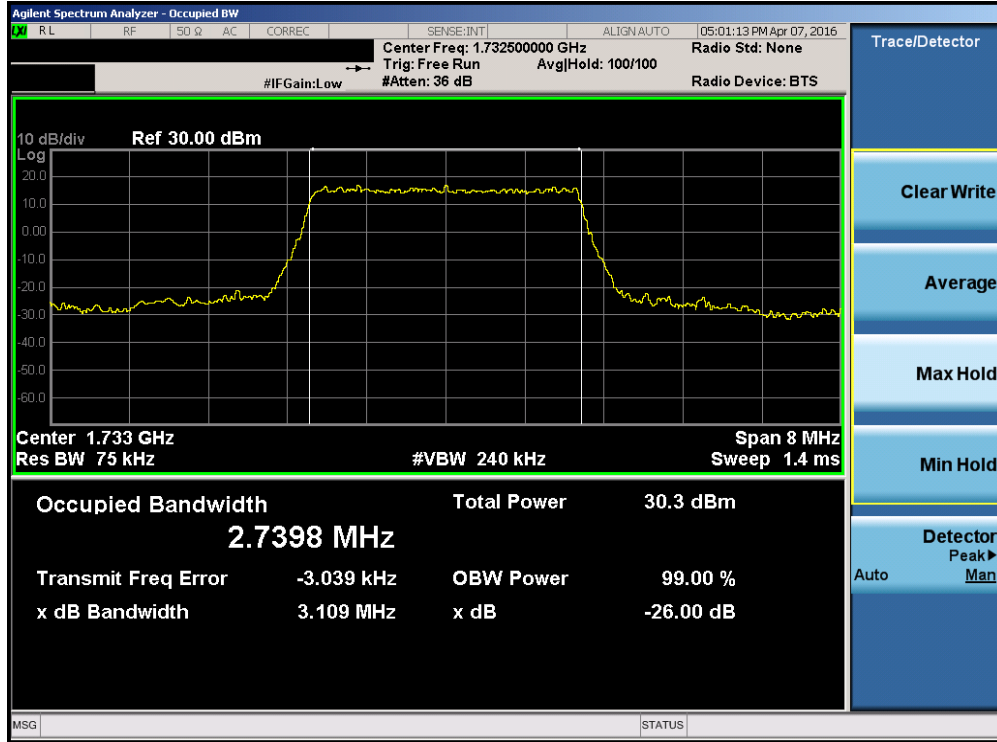 Agilent Spectrum Analyzer - Occupied BW
LXI RL RF 50 Ω AC CORREC SENSE:INT ALIGN AUTO 05:01:13 PM Apr 07, 2016
Center Freq: 1.732500000 GHz Radio Std: None
Trig: Free Run Avg|Hold: 100/100
#IFGain:Low #Atten: 36 dB Radio Device: BTS
Trace/Detector
10 dB/div Ref 30.00 dBm
Log
20.0
10.0
0.00
-10.0
-20.0
-30.0
-40.0
-50.0
-60.0
Center 1.733 GHz Span 8 MHz
Res BW 75 kHz #VBW 240 kHz Sweep 1.4 ms
Occupied Bandwidth Total Power 30.3 dBm
2.7398 MHz
Transmit Freq Error -3.039 kHz OBW Power 99.00 %
x dB Bandwidth 3.109 MHz x dB -26.00 dB
Clear Write
Average
Max Hold
Min Hold
Detector
Peak▶
Auto Man
MSG STATUS